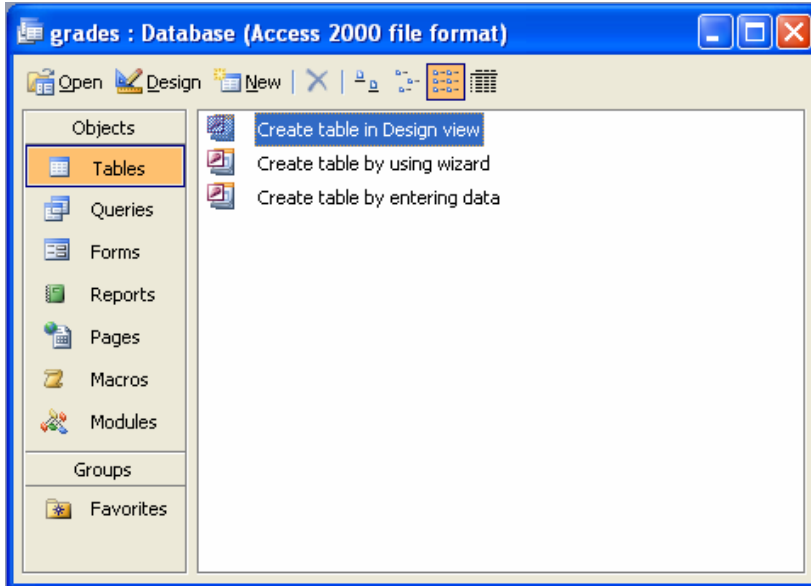 grades : Database (Access 2000 file format)
Open Design New
Objects
Tables
Queries
Forms
Reports
Pages
Macros
Modules
Groups
Favorites
Create table in Design view
Create table by using wizard
Create table by entering data